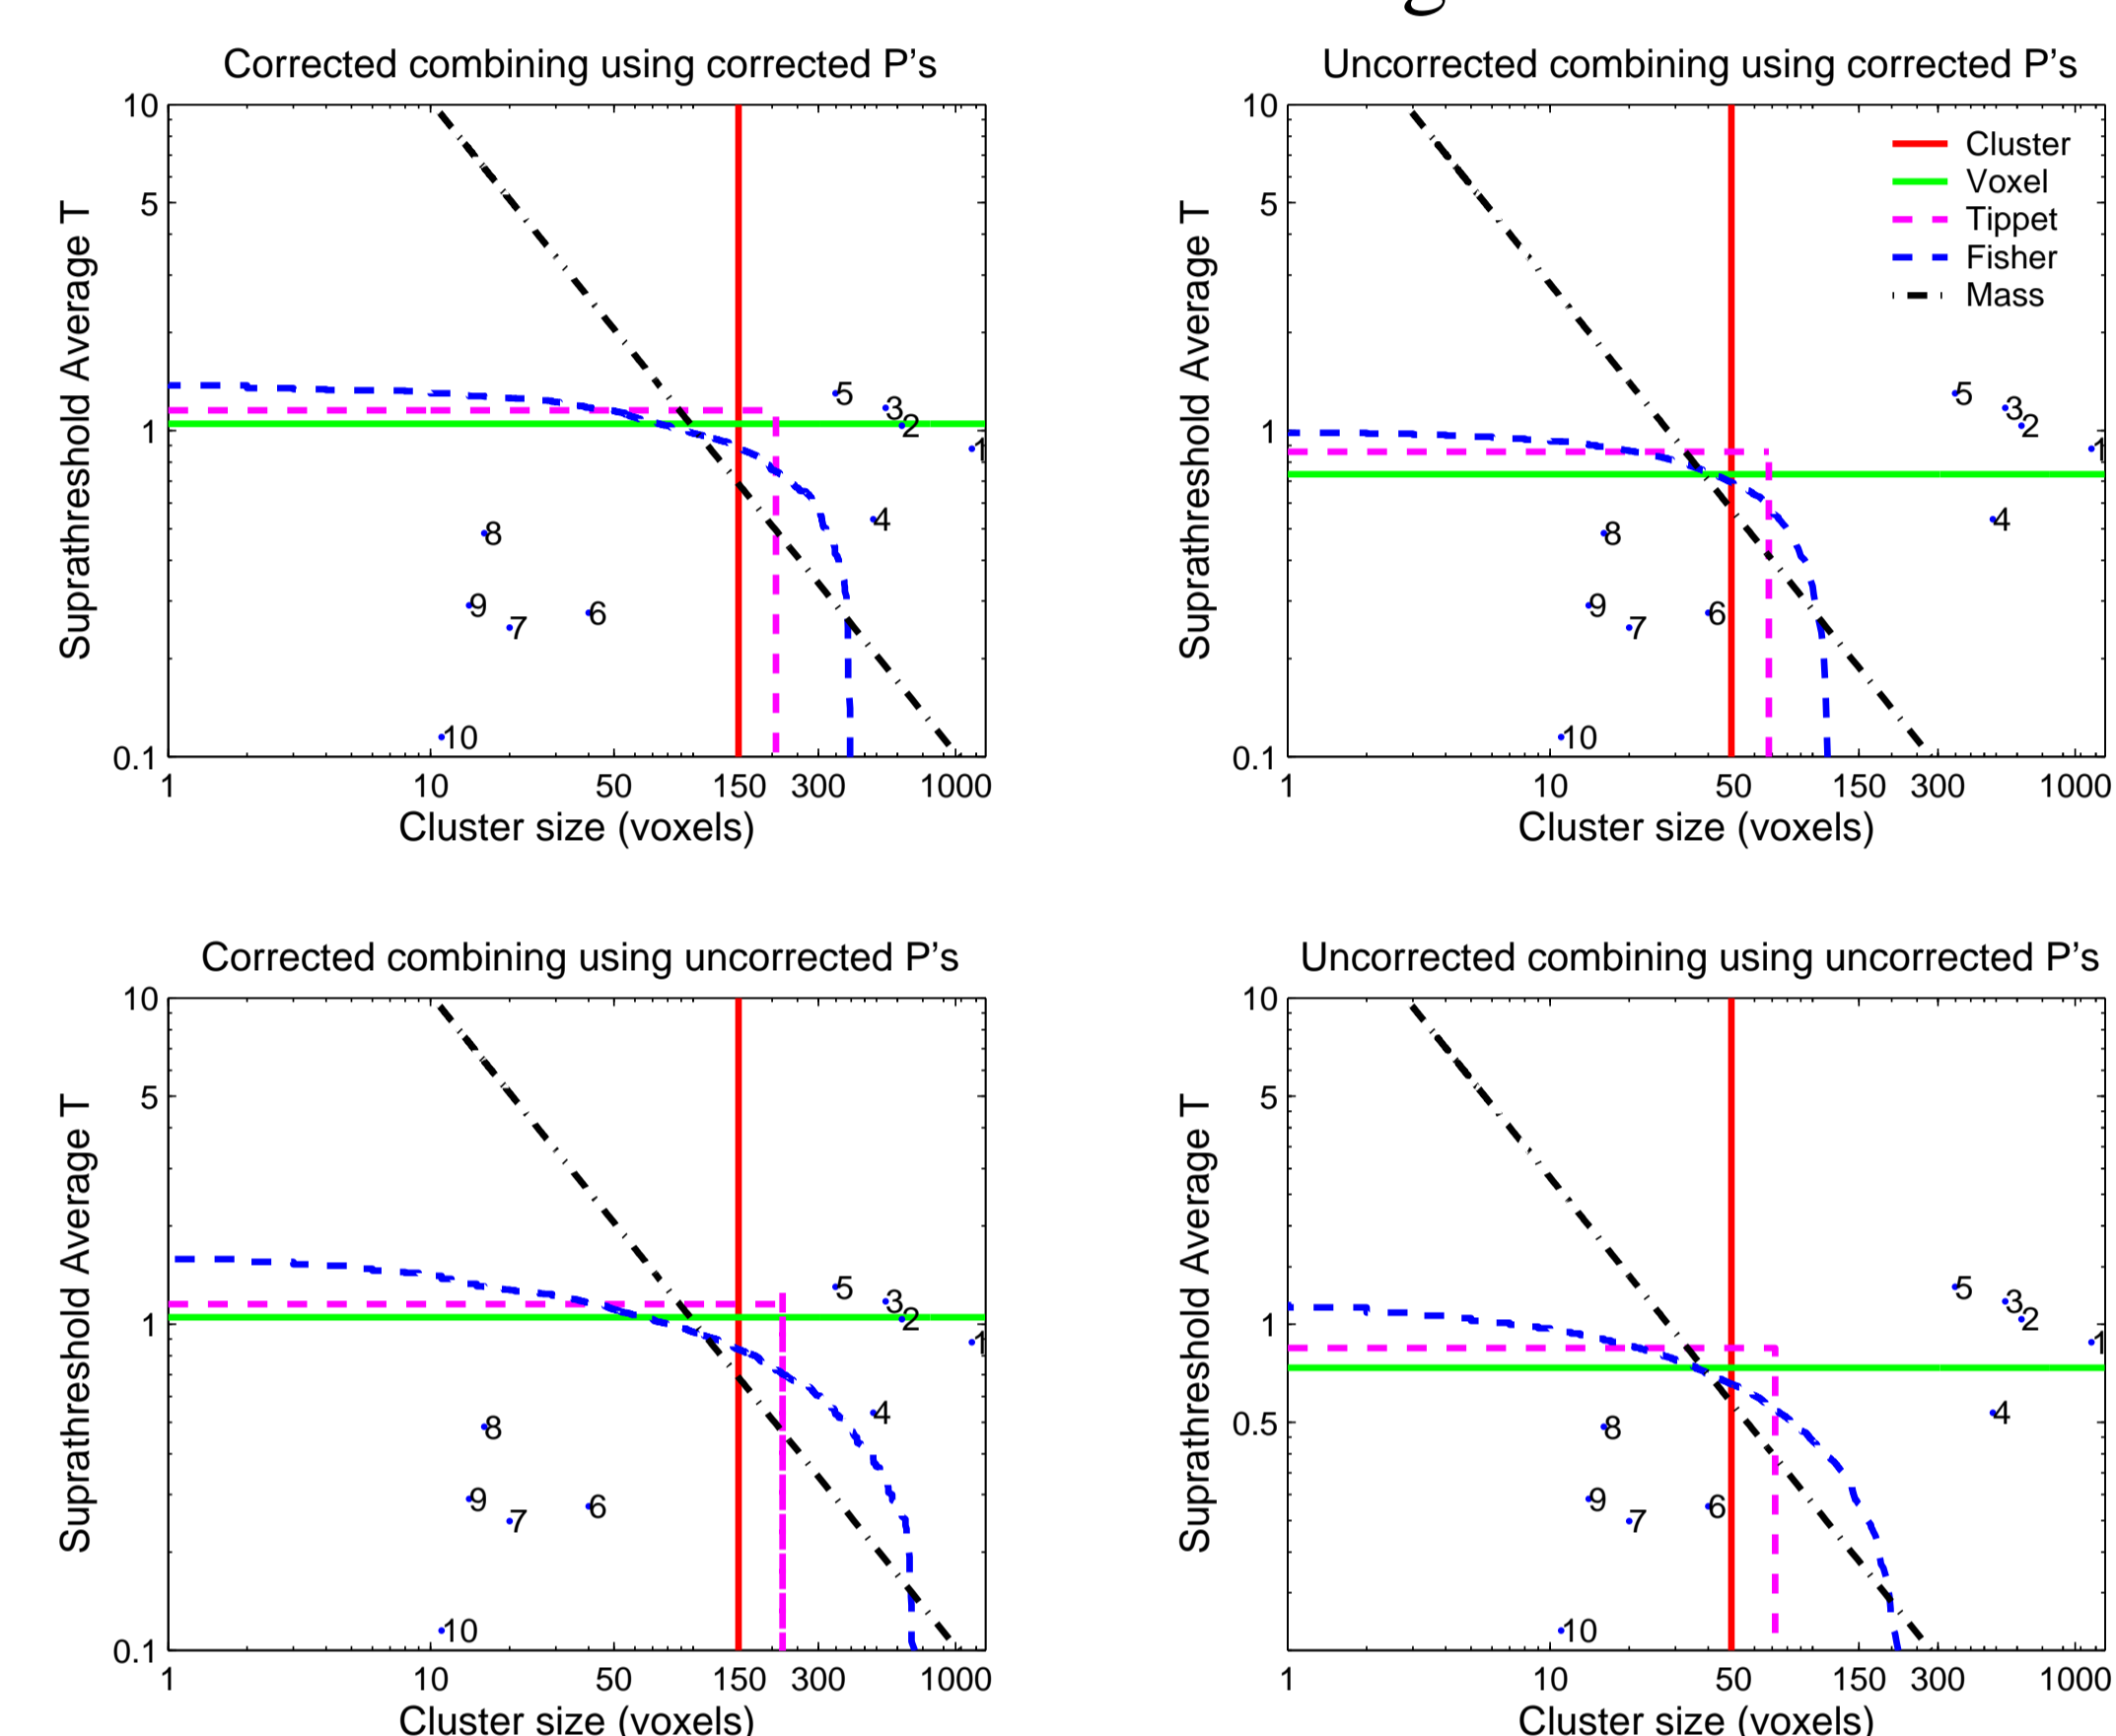 g
Corrected combining using corrected P's
10
5
1
0.1
Suprathreshold Average T
5
3
2
1
4
8
9
7
6
10
1 10 50 150 300 1000
Cluster size (voxels)
Uncorrected combining using corrected P's
10
5
1
0.1
Suprathreshold Average T
Cluster
Voxel
Tippet
Fisher
Mass
5
3
2
1
4
8
9
7
6
10
1 10 50 150 300 1000
Cluster size (voxels)
Corrected combining using uncorrected P's
10
5
1
0.1
Suprathreshold Average T
5
3
2
1
4
8
9
7
6
10
1 10 50 150 300 1000
Cluster size (voxels)
Uncorrected combining using uncorrected P's
10
5
1
0.5
Suprathreshold Average T
5
3
2
1
4
8
9
7
6
10
1 10 50 150 300 1000
Cluster size (voxels)